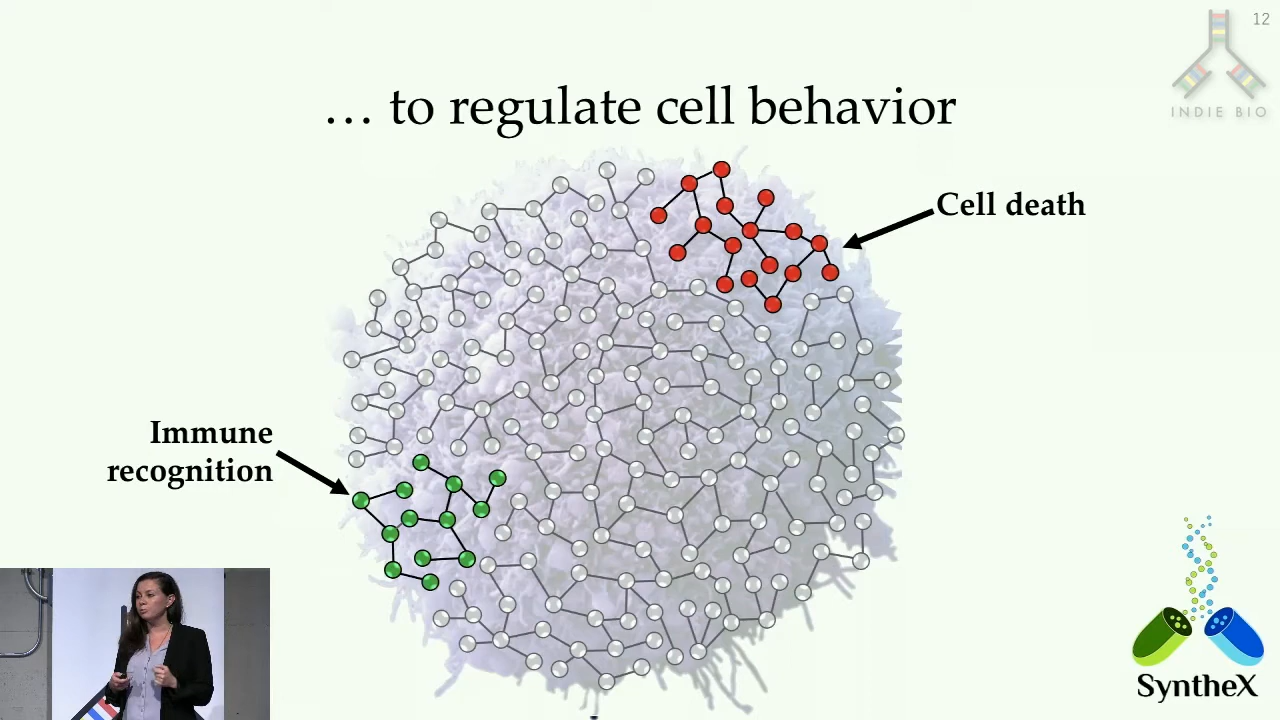 12
INDIE BIO
… to regulate cell behavior
Cell death
Immune
recognition
SyntheX